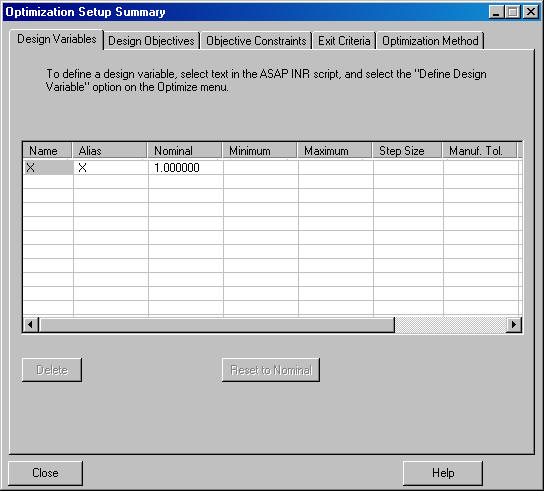 Optimization Setup Summary
Design Variables Design Objectives Objective Constraints Exit Criteria Optimization Method
To define a design variable, select text in the ASAP INR script, and select the "Define Design
Variable" option on the Optimize menu.
Name Alias Nominal Minimum Maximum Step Size Manuf. Tol.
X X 1.000000
Delete Reset to Nominal
Close Help